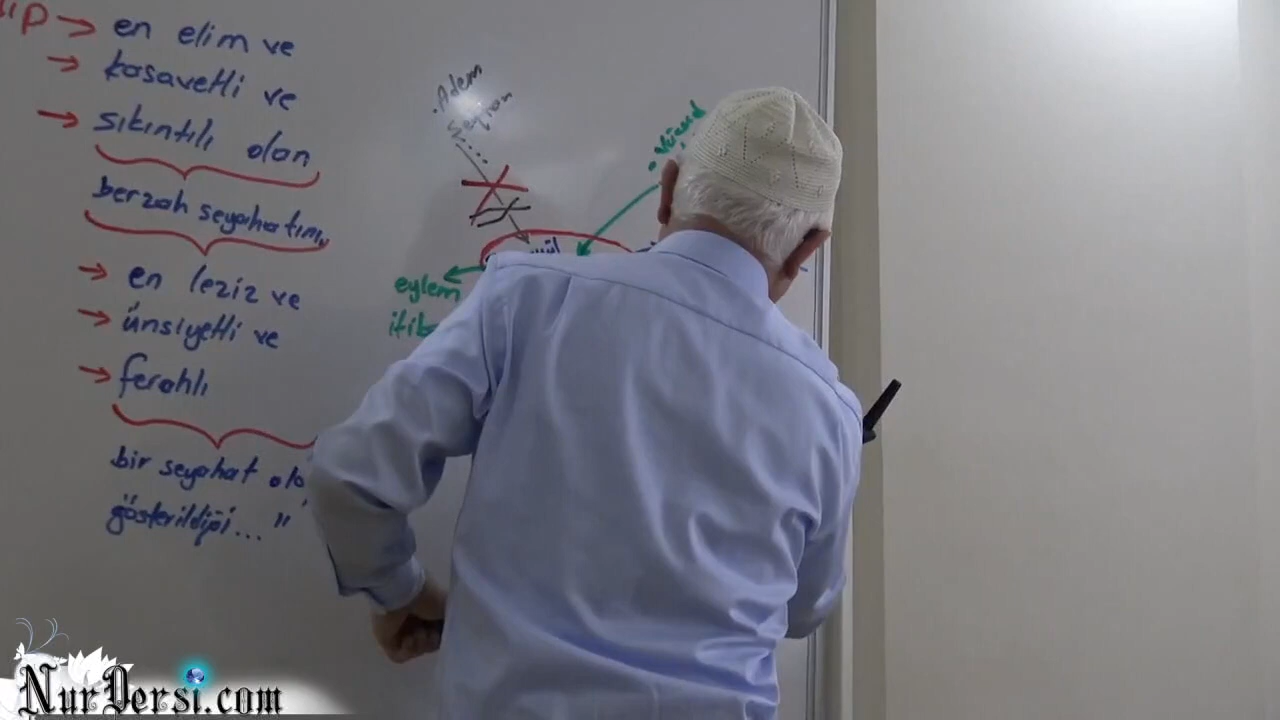 en elim ve
kasavetli ve
sıkıntılı olan
berzah seyahatını,
en leziz ve
ünsiyetli ve
ferahlı
bir seyahat
gösterildiği... "
.Adem
.Vücud
eylem
NurDersi.com